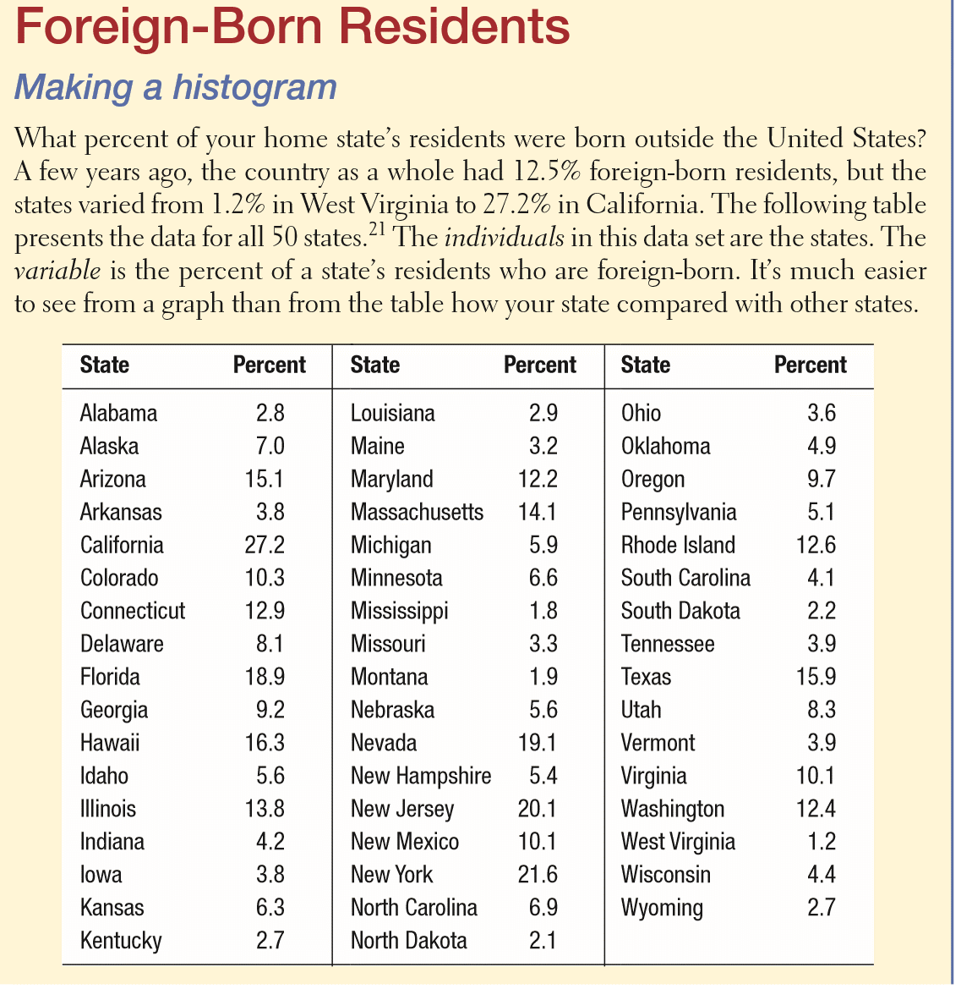 Foreign-Born Residents
Making a histogram
What percent of your home state’s residents were born outside the United States?
A few years ago, the country as a whole had 12.5% foreign-born residents, but the
states varied from 1.2% in West Virginia to 27.2% in California. The following table
presents the data for all 50 states.21 The individuals in this data set are the states. The
variable is the percent of a state’s residents who are foreign-born. It’s much easier
to see from a graph than from the table how your state compared with other states.
State Percent State Percent State Percent
Alabama 2.8 Louisiana 2.9 Ohio 3.6
Alaska 7.0 Maine 3.2 Oklahoma 4.9
Arizona 15.1 Maryland 12.2 Oregon 9.7
Arkansas 3.8 Massachusetts 14.1 Pennsylvania 5.1
California 27.2 Michigan 5.9 Rhode Island 12.6
Colorado 10.3 Minnesota 6.6 South Carolina 4.1
Connecticut 12.9 Mississippi 1.8 South Dakota 2.2
Delaware 8.1 Missouri 3.3 Tennessee 3.9
Florida 18.9 Montana 1.9 Texas 15.9
Georgia 9.2 Nebraska 5.6 Utah 8.3
Hawaii 16.3 Nevada 19.1 Vermont 3.9
Idaho 5.6 New Hampshire 5.4 Virginia 10.1
Illinois 13.8 New Jersey 20.1 Washington 12.4
Indiana 4.2 New Mexico 10.1 West Virginia 1.2
Iowa 3.8 New York 21.6 Wisconsin 4.4
Kansas 6.3 North Carolina 6.9 Wyoming 2.7
Kentucky 2.7 North Dakota 2.1